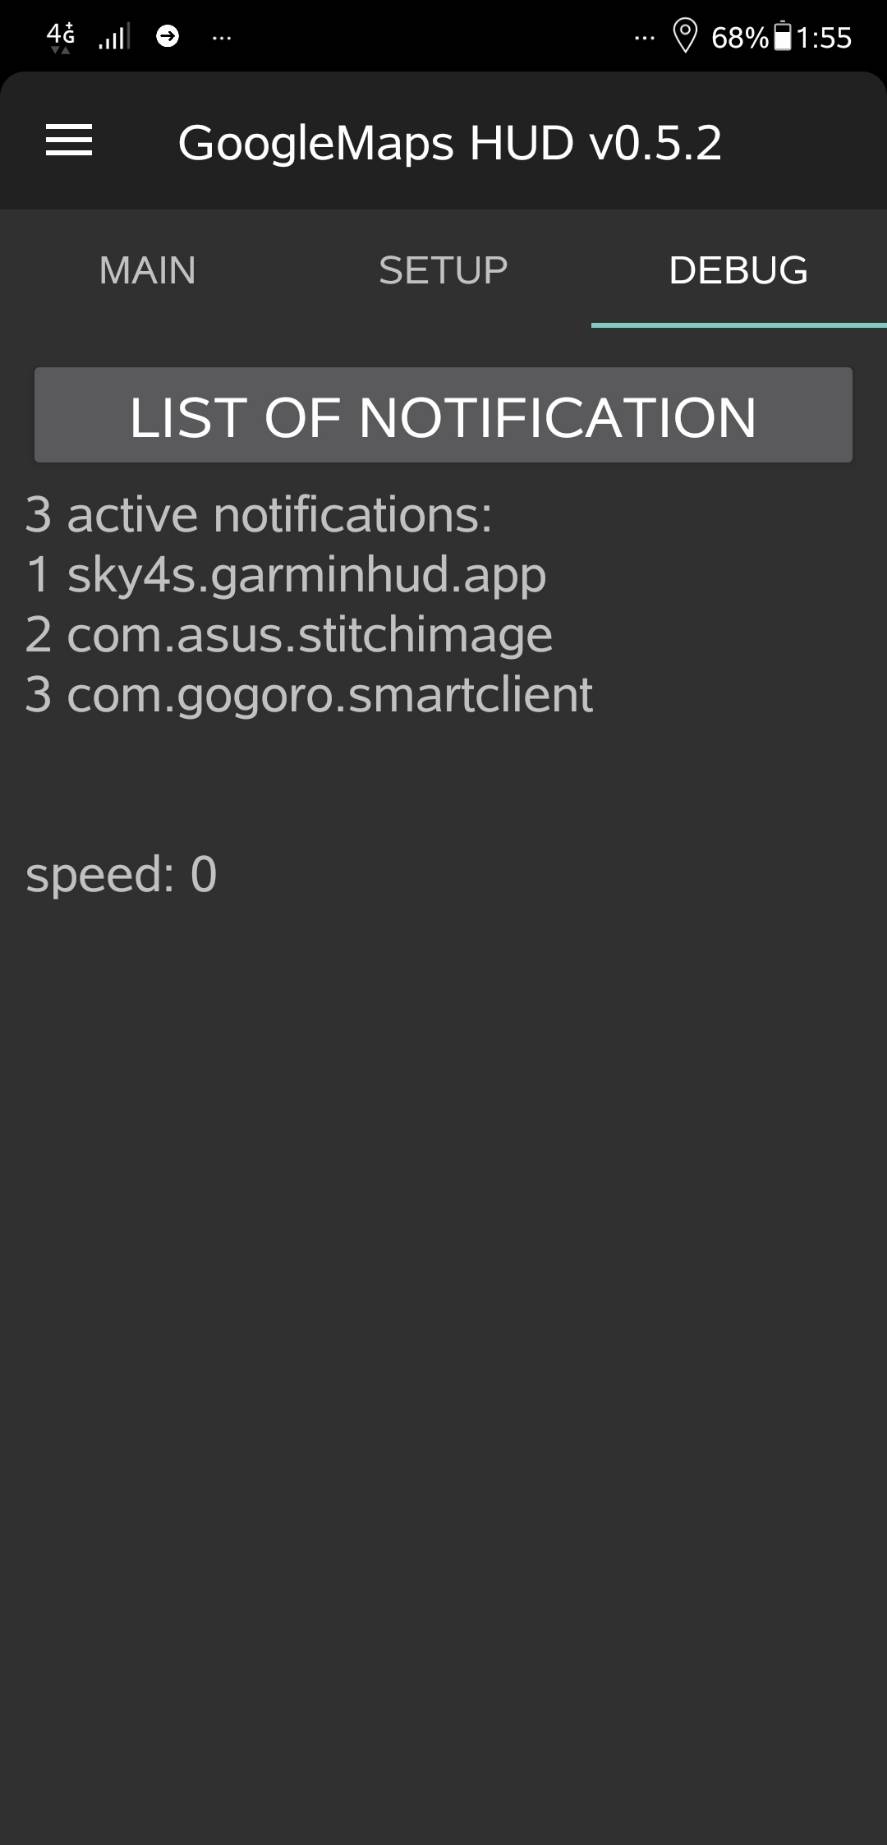 4G+ ... ... 68% 1:55
GoogleMaps HUD v0.5.2
MAIN SETUP DEBUG
LIST OF NOTIFICATION
3 active notifications:
1 sky4s.garminhud.app
2 com.asus.stitchimage
3 com.gogoro.smartclient
speed: 0